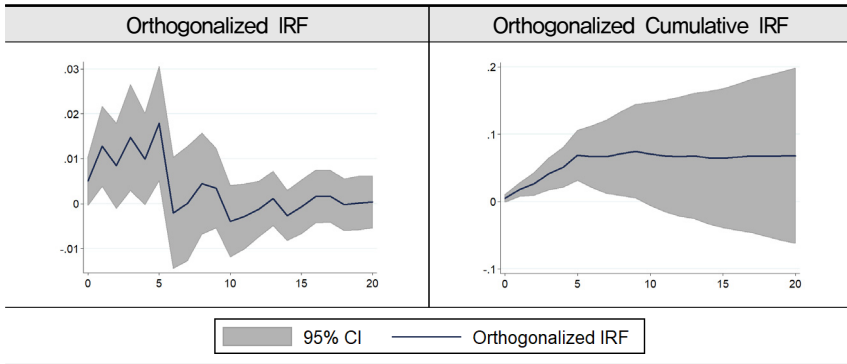 Orthogonalized IRF
Orthogonalized Cumulative IRF
.03
.02
.01
0
-.01
0 5 10 15 20
.2
.1
0
-.1
0 5 10 15 20
95% CI
Orthogonalized IRF